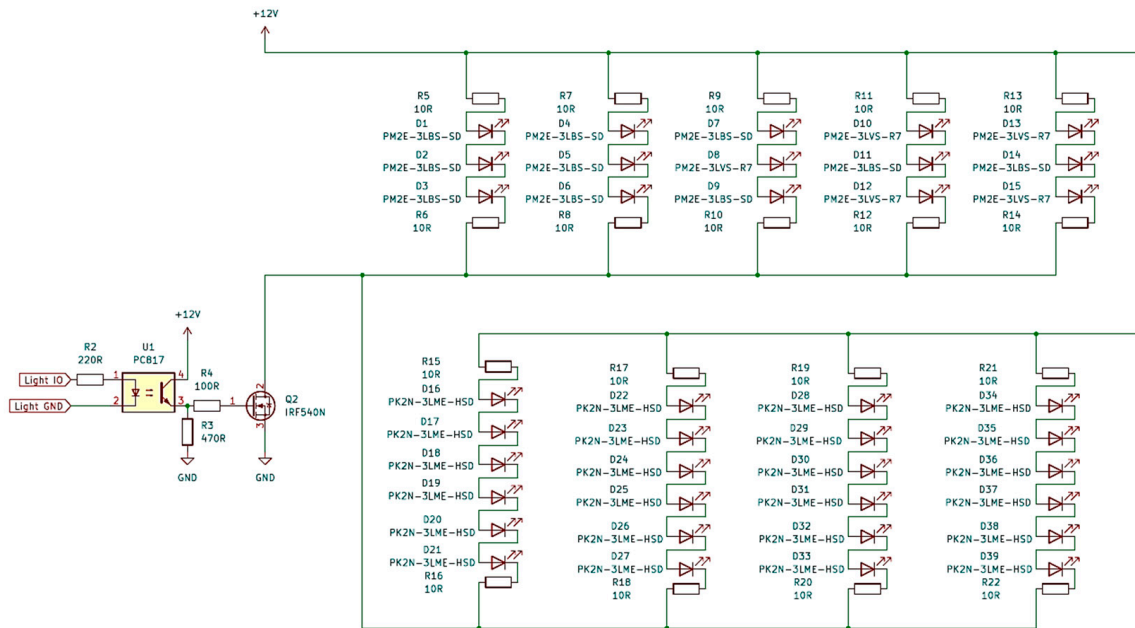 +12V
R5
10R
D1
PM2E-3LBS-SD
D2
PM2E-3LBS-SD
D3
PM2E-3LBS-SD
R6
10R
R7
10R
D4
PM2E-3LBS-SD
D5
PM2E-3LBS-SD
D6
PM2E-3LBS-SD
R8
10R
R9
10R
D7
PM2E-3LBS-SD
D8
PM2E-3LVS-R7
D9
PM2E-3LBS-SD
R10
10R
R11
10R
D10
PM2E-3LVS-R7
D11
PM2E-3LBS-SD
D12
PM2E-3LVS-R7
R12
10R
R13
10R
D13
PM2E-3LVS-R7
D14
PM2E-3LBS-SD
D15
PM2E-3LVS-R7
R14
10R
+12V
R2
220R
U1
PC817
Light IO
Light GND
1
2
4
3
R4
100R
R3
470R
GND
1
2
3
Q2
IRF540N
GND
R15
10R
D16
PK2N-3LME-HSD
D17
PK2N-3LME-HSD
D18
PK2N-3LME-HSD
D19
PK2N-3LME-HSD
D20
PK2N-3LME-HSD
D21
PK2N-3LME-HSD
R16
10R
R17
10R
D22
PK2N-3LME-HSD
D23
PK2N-3LME-HSD
D24
PK2N-3LME-HSD
D25
PK2N-3LME-HSD
D26
PK2N-3LME-HSD
D27
PK2N-3LME-HSD
R18
10R
R19
10R
D28
PK2N-3LME-HSD
D29
PK2N-3LME-HSD
D30
PK2N-3LME-HSD
D31
PK2N-3LME-HSD
D32
PK2N-3LME-HSD
D33
PK2N-3LME-HSD
R20
10R
R21
10R
D34
PK2N-3LME-HSD
D35
PK2N-3LME-HSD
D36
PK2N-3LME-HSD
D37
PK2N-3LME-HSD
D38
PK2N-3LME-HSD
D39
PK2N-3LME-HSD
R22
10R